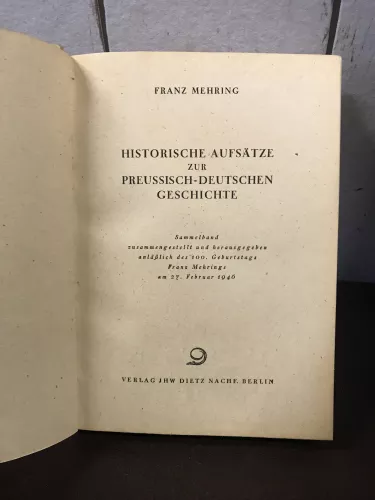 FRANZ MEHRING
HISTORISCHE AUFSÄTZE
ZUR
PREUSSISCH-DEUTSCHEN
GESCHICHTE
Sammelband
zusammengestellt und herausgegeben
anläßlich des 100. Geburtstags
Franz Mehrings
am 27. Februar 1946
VERLAG JHW DIETZ NACHF. BERLIN